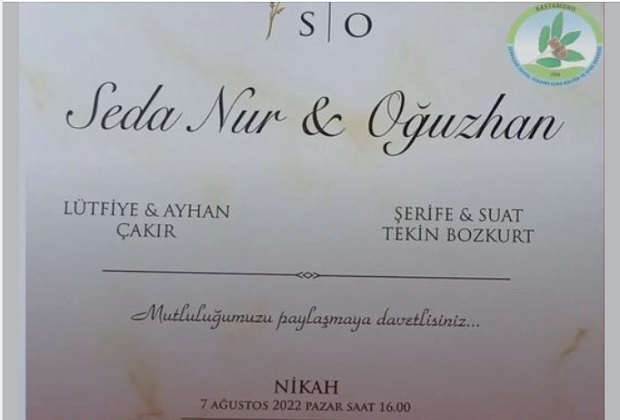 S | O
KASTAMONU
Seda Nur & Oğuzhan
LÜTFİYE & AYHAN
ÇAKIR
ŞERİFE & SUAT
TEKİN BOZKURT
Mutluluğumuzu paylaşmaya davetlisiniz...
NİKAH
7 AĞUSTOS 2022 PAZAR SAAT 16.00